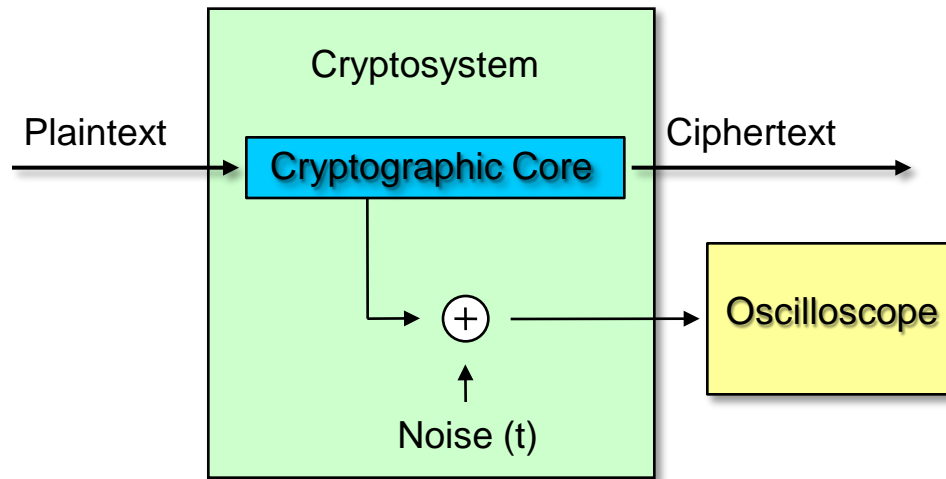 Cryptosystem
Plaintext
Cryptographic Core
Ciphertext
Oscilloscope
+
Noise (t)